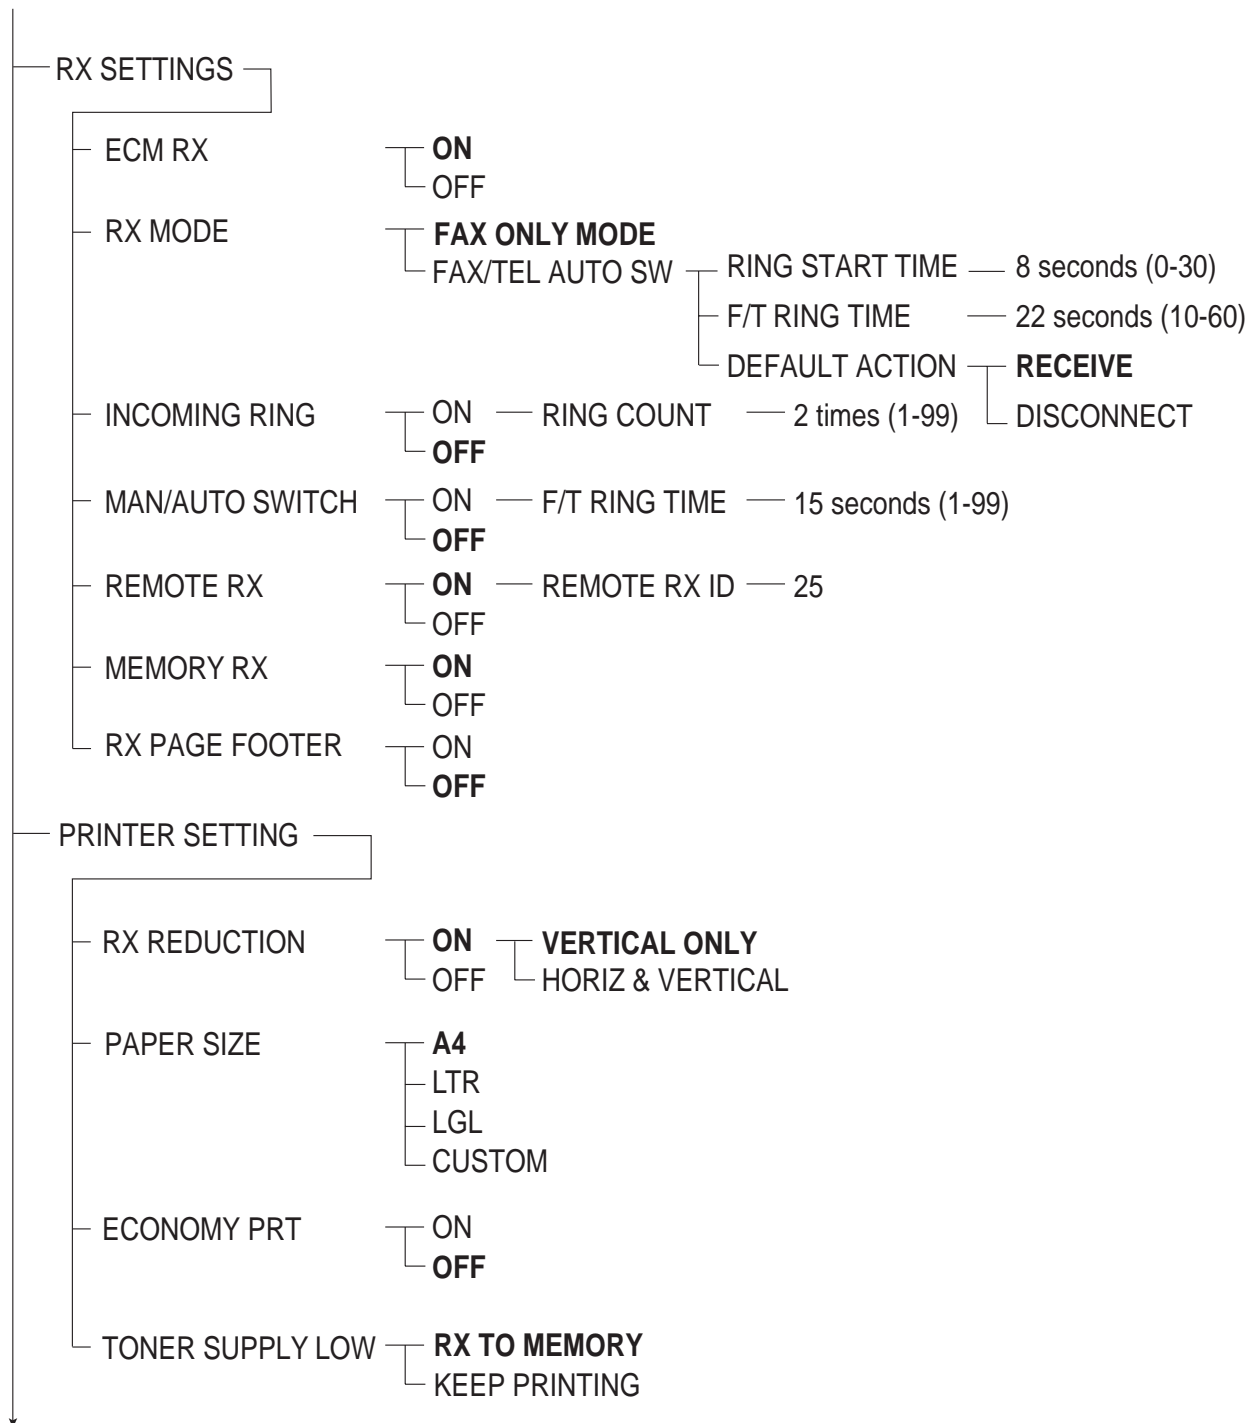 RX SETTINGS
ECM RX ON
OFF
RX MODE FAX ONLY MODE
FAX/TEL AUTO SW RING START TIME 8 seconds (0-30)
F/T RING TIME 22 seconds (10-60)
DEFAULT ACTION RECEIVE
INCOMING RING ON RING COUNT 2 times (1-99) DISCONNECT
OFF
MAN/AUTO SWITCH ON F/T RING TIME 15 seconds (1-99)
OFF
REMOTE RX ON REMOTE RX ID 25
OFF
MEMORY RX ON
OFF
RX PAGE FOOTER ON
OFF
PRINTER SETTING
RX REDUCTION ON VERTICAL ONLY
OFF HORIZ & VERTICAL
PAPER SIZE A4
LTR
LGL
CUSTOM
ECONOMY PRT ON
OFF
TONER SUPPLY LOW RX TO MEMORY
KEEP PRINTING